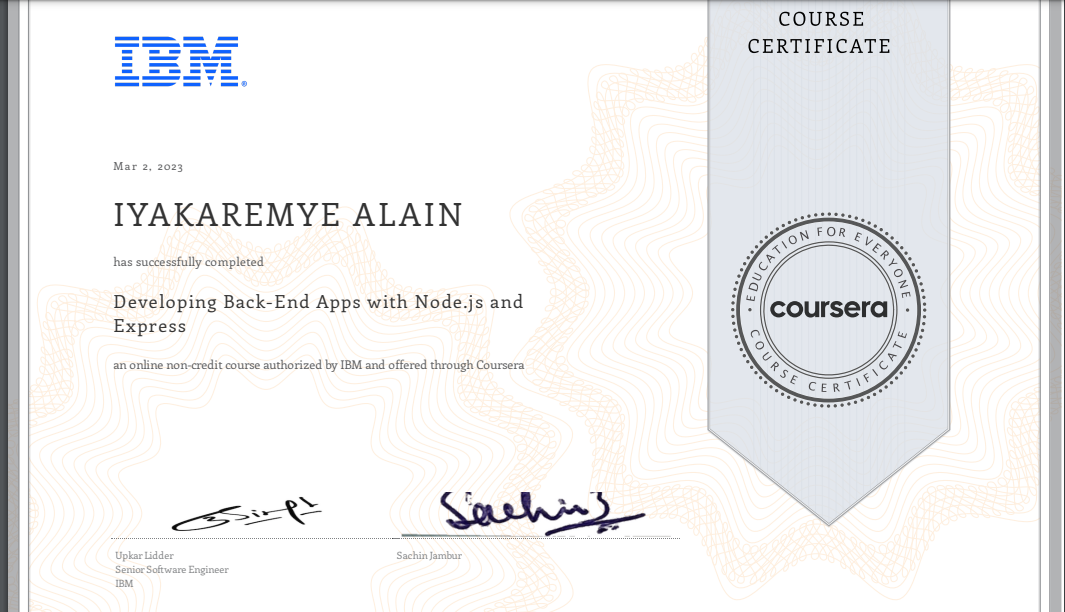 COURSE
CERTIFICATE
IBM®
Mar 2, 2023
IYAKAREMYE ALAIN
has successfully completed
Developing Back-End Apps with Node.js and
Express
an online non-credit course authorized by IBM and offered through Coursera
EDUCATION FOR EVERYONE
coursera
COURSE CERTIFICATE
Sachin J
Upkar Lidder
Senior Software Engineer
IBM
Sachin Jambur